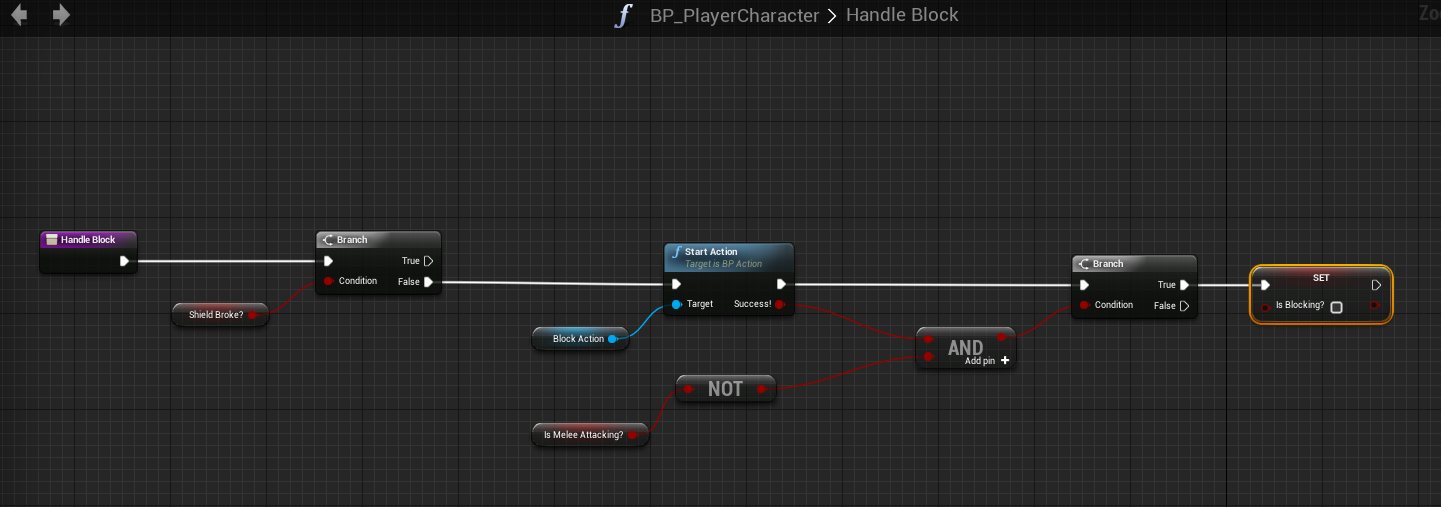 BP_PlayerCharacter > Handle Block
Zo
Handle Block
Branch
True
Condition
False
Shield Broke?
Start Action
Target is BP Action
Target
Success!
Block Action
NOT
Is Melee Attacking?
AND
Add pin +
Branch
True
Condition
False
SET
Is Blocking?